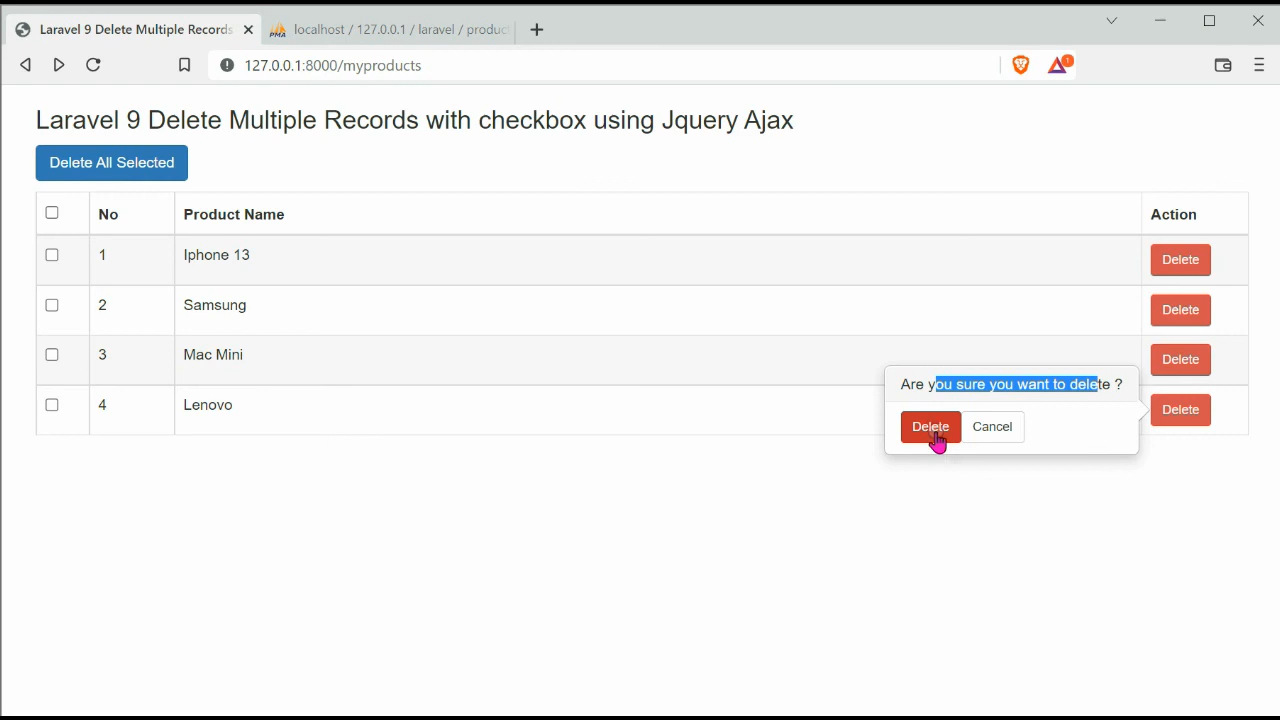 Laravel 9 Delete Multiple Records
PMA localhost / 127.0.0.1 / laravel / produc
127.0.0.1:8000/myproducts
1
Laravel 9 Delete Multiple Records with checkbox using Jquery Ajax
Delete All Selected
No Product Name Action
1 Iphone 13 Delete
2 Samsung Delete
3 Mac Mini Delete
Are you sure you want to delete ?
4 Lenovo Delete
Delete Cancel